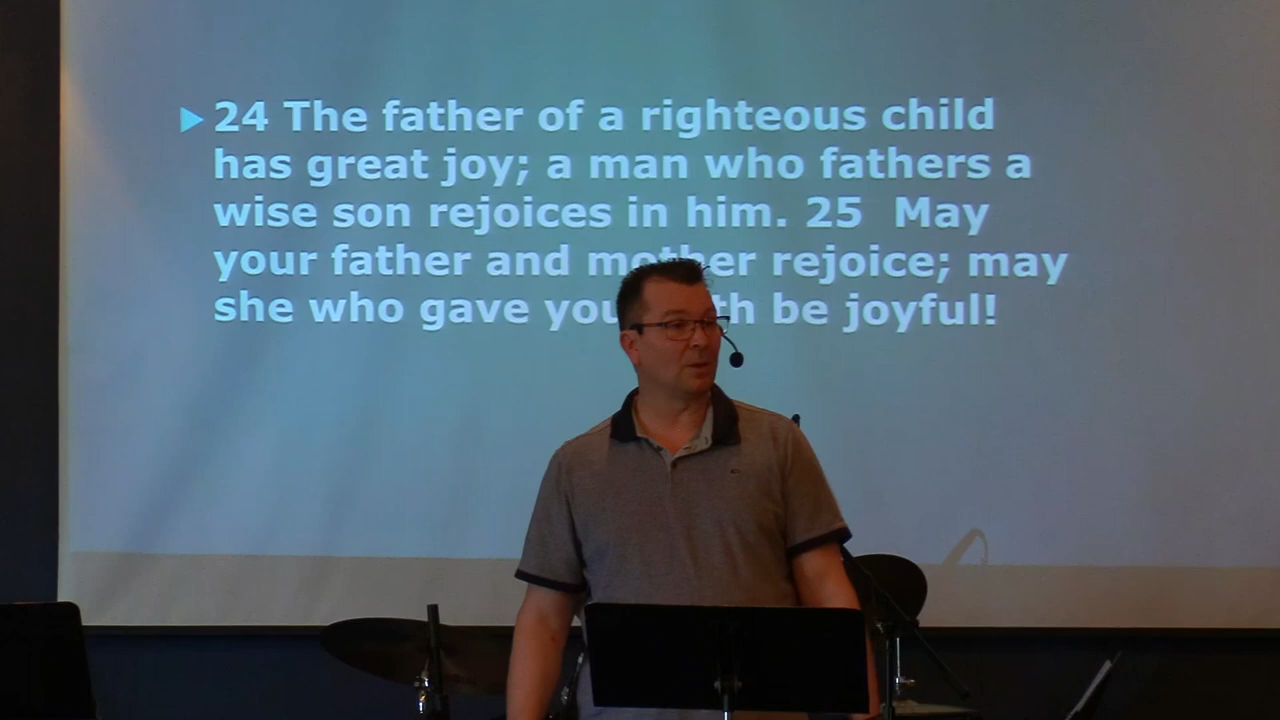 24 The father of a righteous child
has great joy; a man who fathers a
wise son rejoices in him. 25 May
your father and mother rejoice; may
she who gave you be joyful!